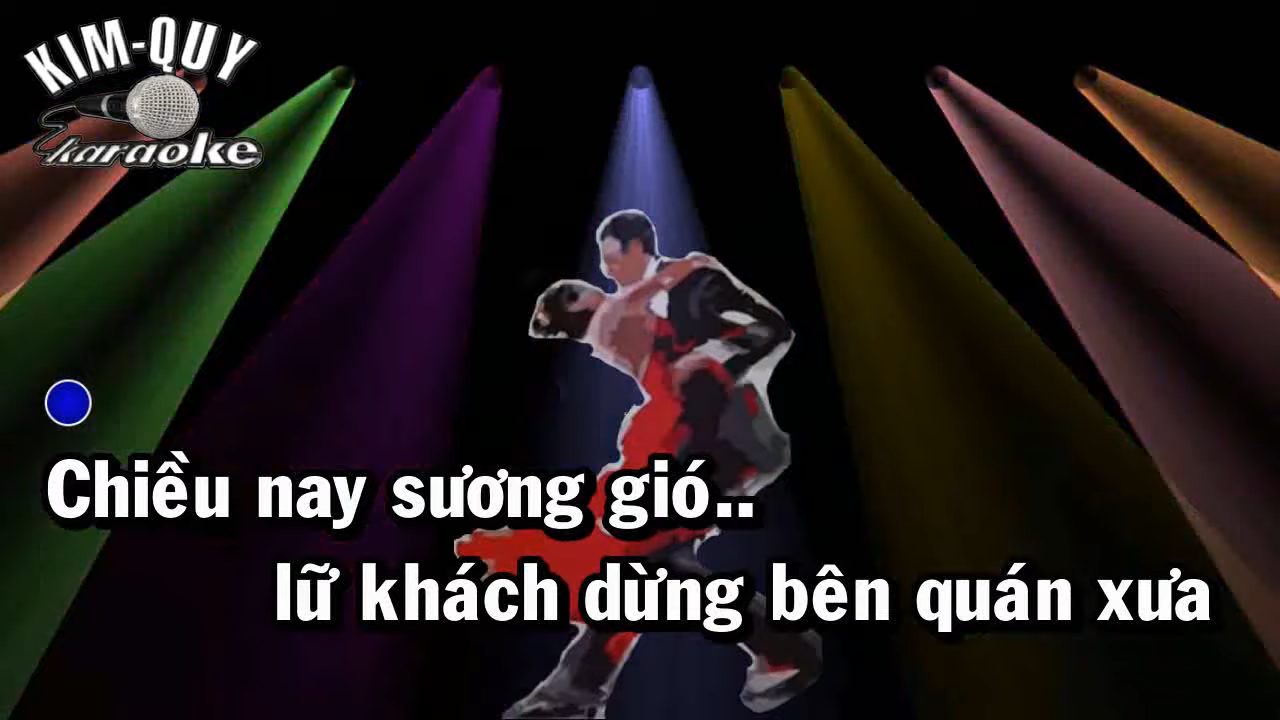 KIM-QUY
karaoke
Chiều nay sương gió..
lữ khách dừng bên quán xưa